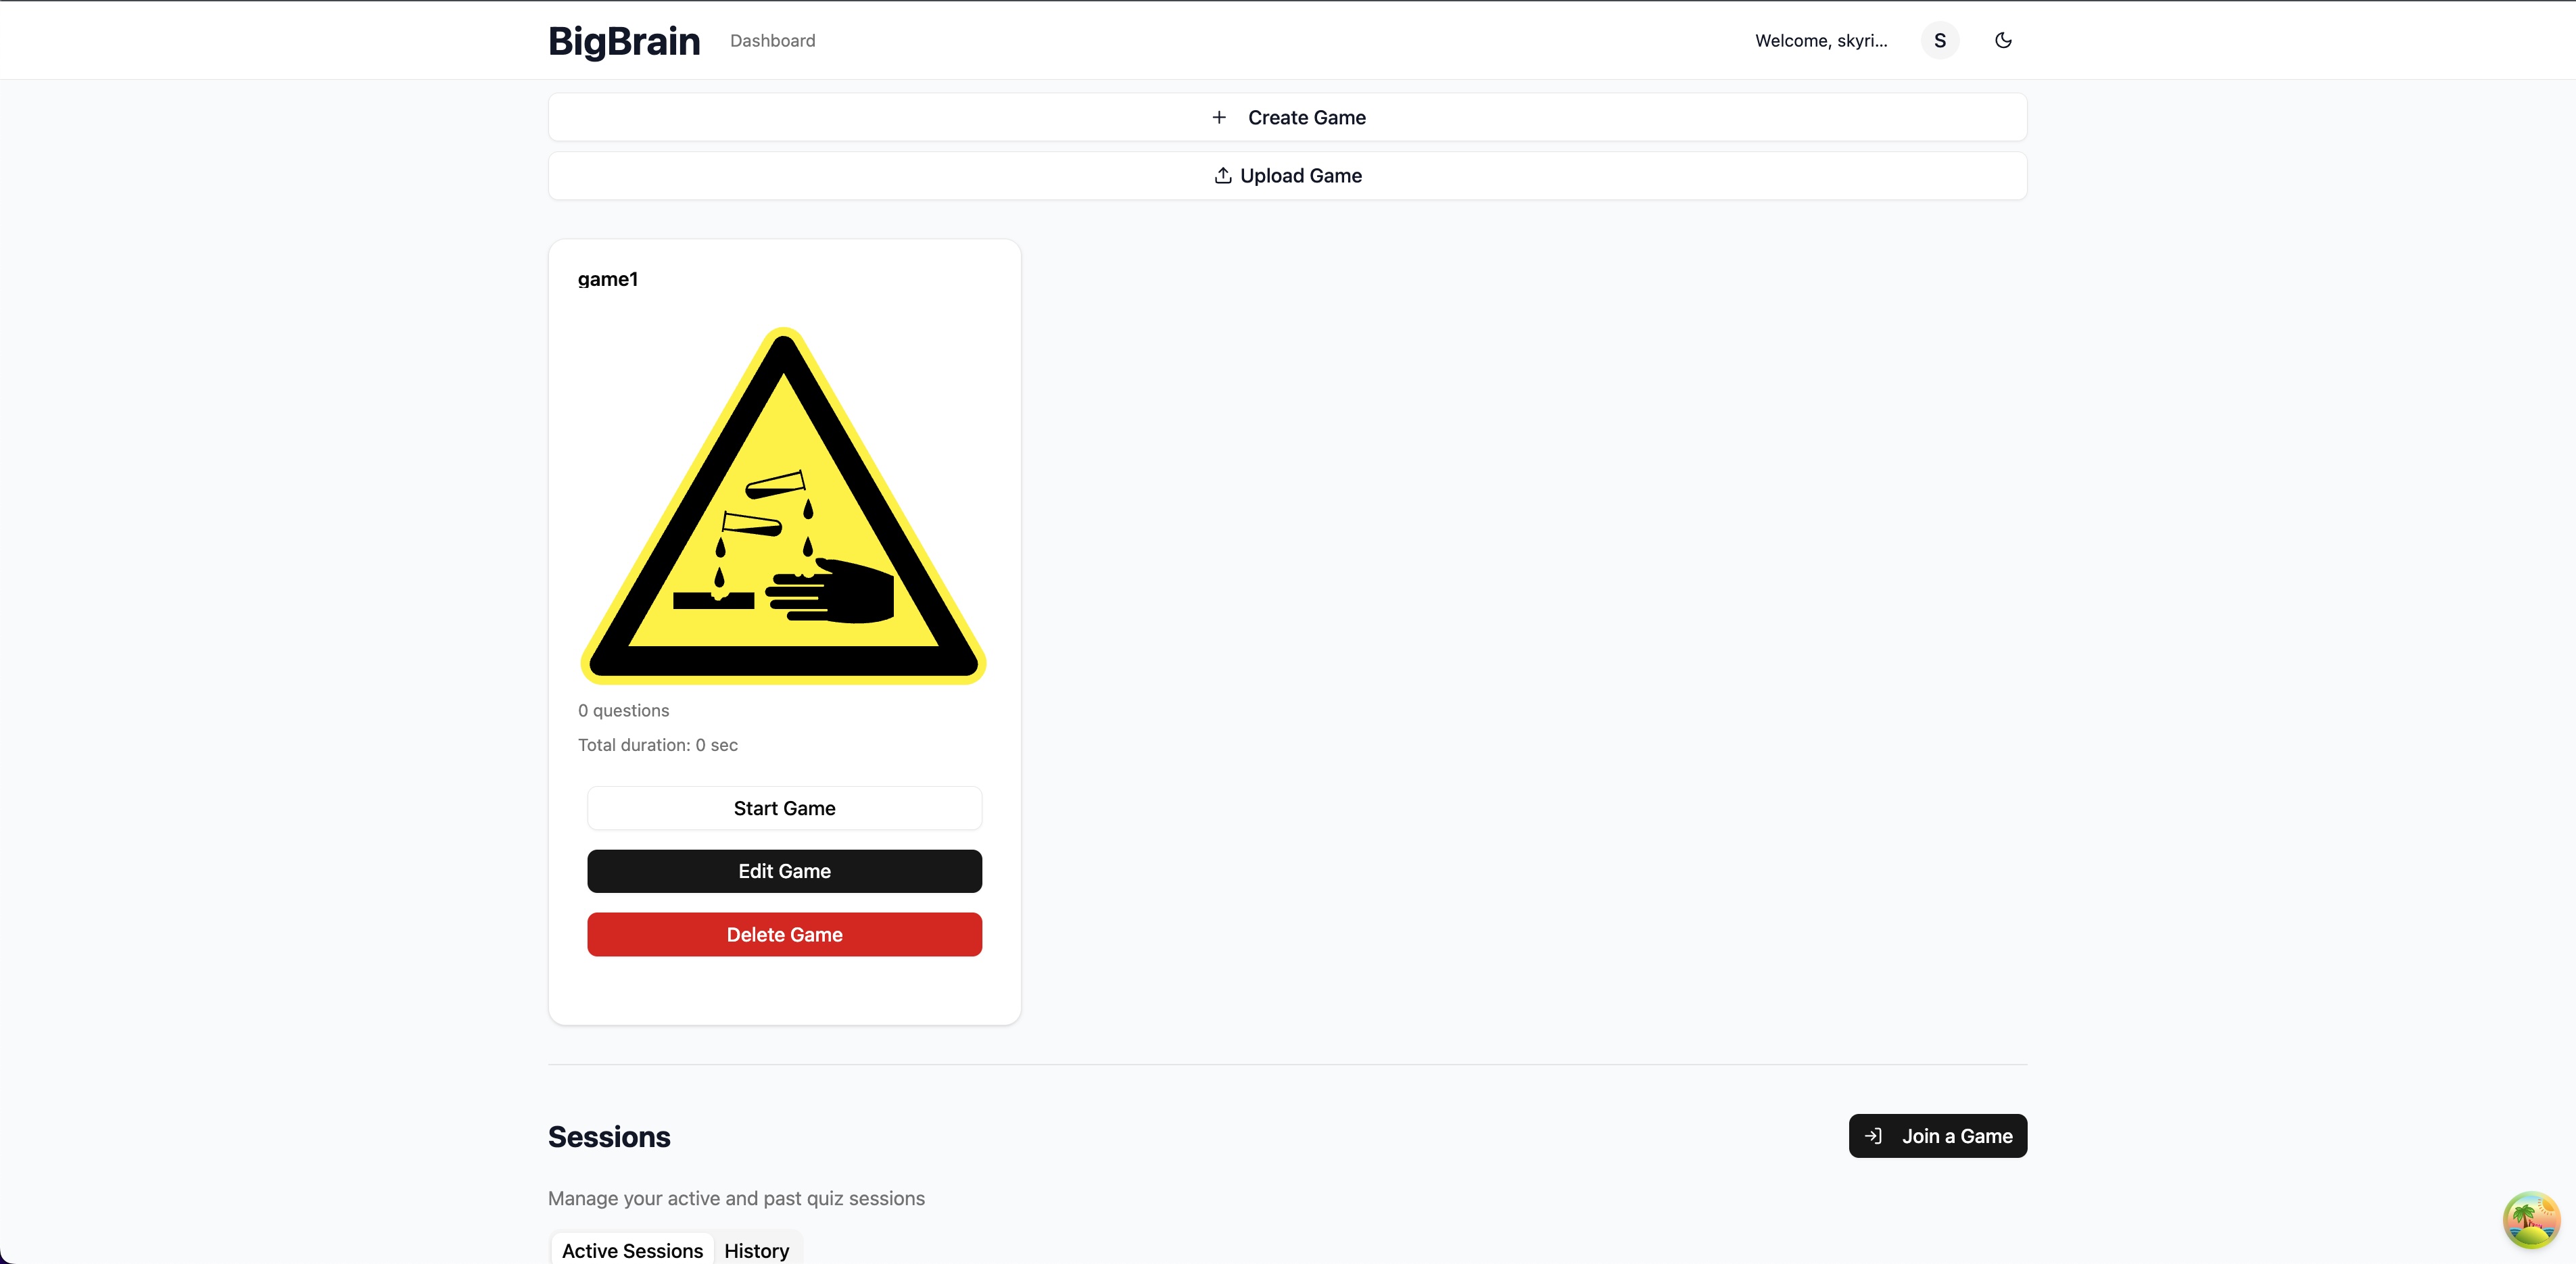 BigBrain Dashboard Welcome, skyri... S
Create Game
Upload Game
game1
0 questions
Total duration: 0 sec
Start Game
Edit Game
Delete Game
Sessions
Join a Game
Manage your active and past quiz sessions
Active Sessions History